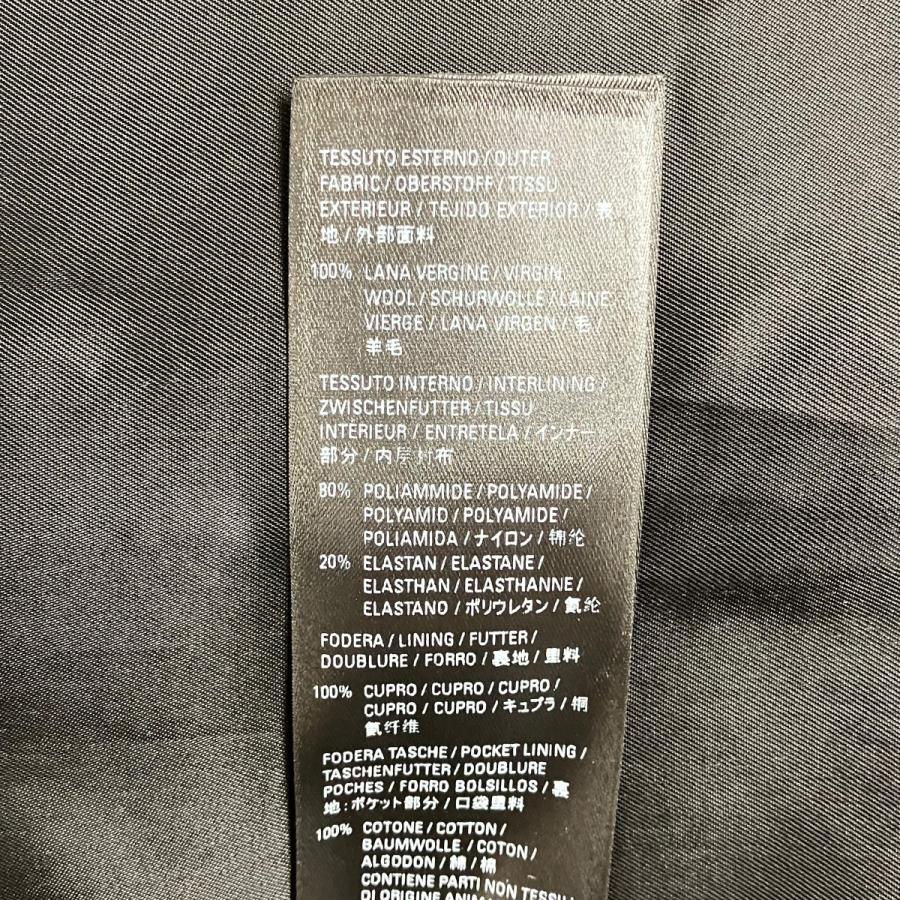 TESSUTO ESTERNO / OUTER
FABRIC / OBERSTOFF / TISSU
EXTERIEUR / TEJIDO EXTERIOR / 表
地 / 外部面料
100% LANA VERGINE / VIRGIN
WOOL / SCHURWOLLE / LAINE
VIERGE / LANA VIRGEN / 毛 /
羊毛
TESSUTO INTERNO / INTERLINING /
ZWISCHENFUTTER / TISSU
INTÉRIEUR / ENTRETELA / インナー
部分 / 内层衬布
80% POLIAMMIDE / POLYAMIDE /
POLYAMID / POLYAMIDE /
POLIAMIDA / ナイロン / 锦纶
20% ELASTAN / ELASTANE /
ELASTHAN / ELASTHANNE /
ELASTANO / ポリウレタン / 氨纶
FODERA / LINING / FUTTER /
DOUBLURE / FORRO / 裏地 / 里料
100% CUPRO / CUPRO / CUPRO /
CUPRO / CUPRO / キュプラ / 铜
氨纤维
FODERA TASCHE / POCKET LINING /
TASCHENFUTTER / DOUBLURE
POCHES / FORRO BOLSILLOS / 裏
地:ポケット部分 / 口袋里料
100% COTONE / COTTON /
BAUMWOLLE / COTON /
ALGODON / 綿 / 棉
CONTIENE PARTI NON TESSILI
DI ORIGINE